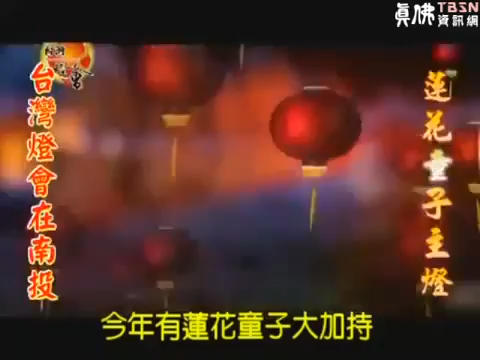 真佛資訊網
TBSN
台灣燈會在南投
蓮花童子主燈
今年有蓮花童子大加持